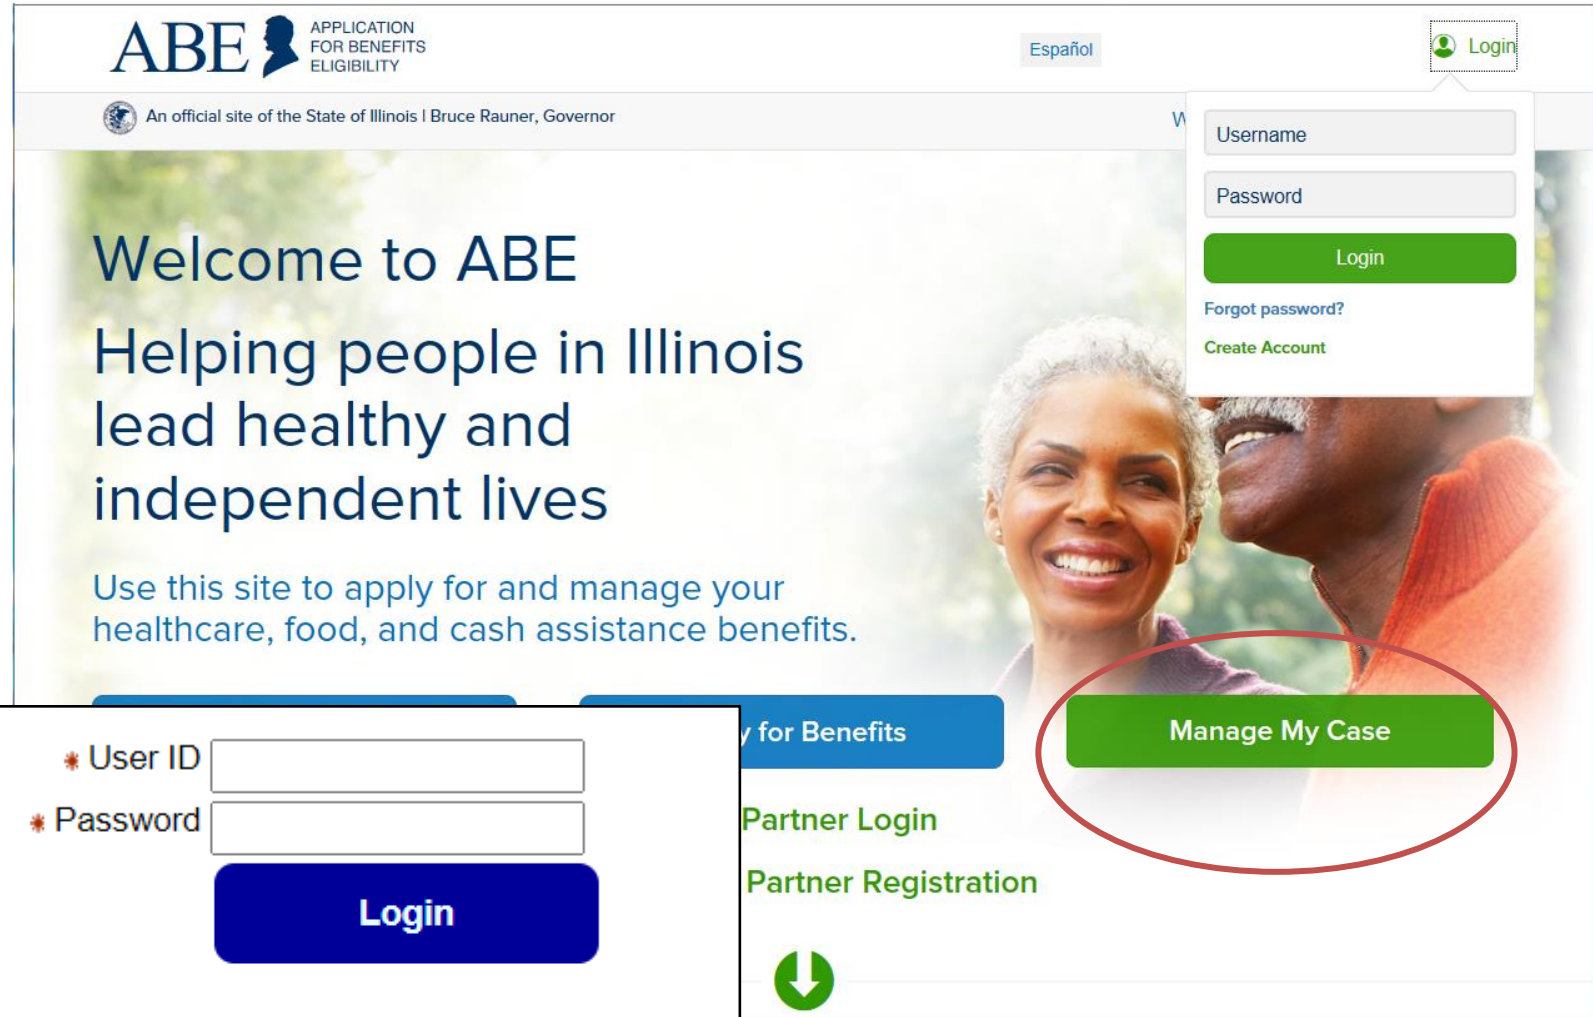 ABE
APPLICATION
FOR BENEFITS
ELIGIBILITY
Español
Login
An official site of the State of Illinois | Bruce Rauner, Governor
Username
Password
Login
Forgot password?
Create Account
Welcome to ABE
Helping people in Illinois
lead healthy and
independent lives
Use this site to apply for and manage your
healthcare, food, and cash assistance benefits.
for Benefits
Manage My Case
Partner Login
Partner Registration
* User ID
* Password
Login